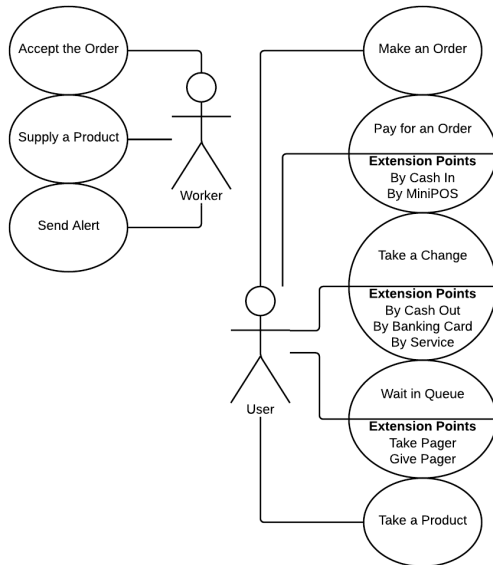 Accept the Order
Supply a Product
Send Alert
Worker
User
Make an Order
Pay for an Order
Extension Points
By Cash In
By MiniPOS
Take a Change
Extension Points
By Cash Out
By Banking Card
By Service
Wait in Queue
Extension Points
Take Pager
Give Pager
Take a Product